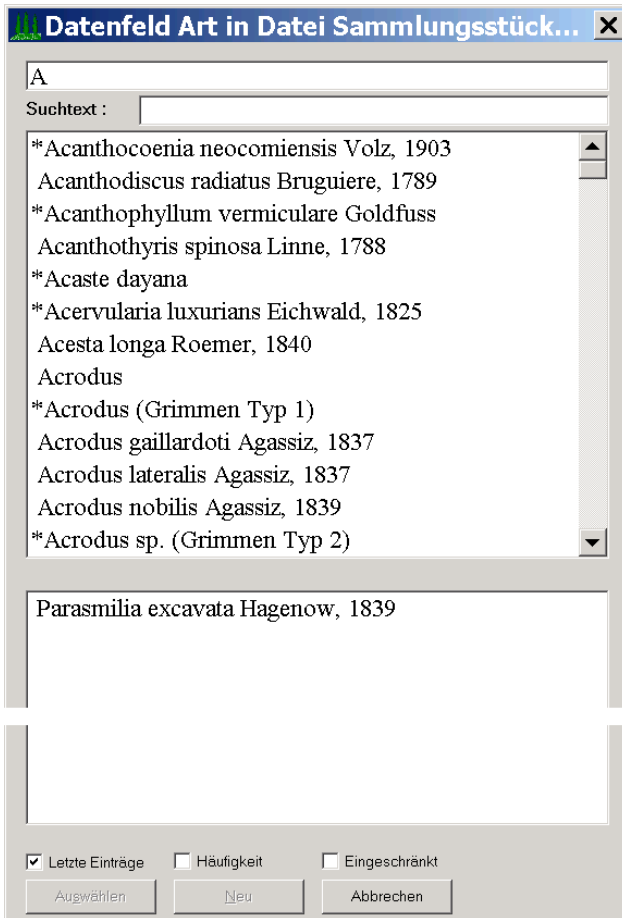 Datenfeld Art in Datei Sammlungsstück...
A
Suchtext :
*Acanthocoenia neocomiensis Volz, 1903
Acanthodiscus radiatus Bruguiere, 1789
*Acanthophyllum vermiculare Goldfuss
Acanthothyris spinosa Linne, 1788
*Acaste dayana
*Acervularia luxurians Eichwald, 1825
Acesta longa Roemer, 1840
Acrodus
*Acrodus (Grimmen Typ 1)
Acrodus gaillardoti Agassiz, 1837
Acrodus lateralis Agassiz, 1837
Acrodus nobilis Agassiz, 1839
*Acrodus sp. (Grimmen Typ 2)
Parasmilia excavata Hagenow, 1839
Letzte Einträge Häufigkeit Eingeschränkt
Auswählen Neu Abbrechen